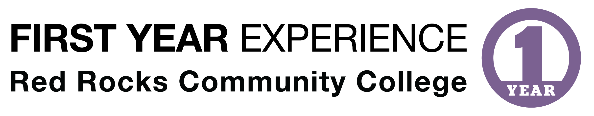 FIRST YEAR EXPERIENCE
Red Rocks Community College
1
YEAR